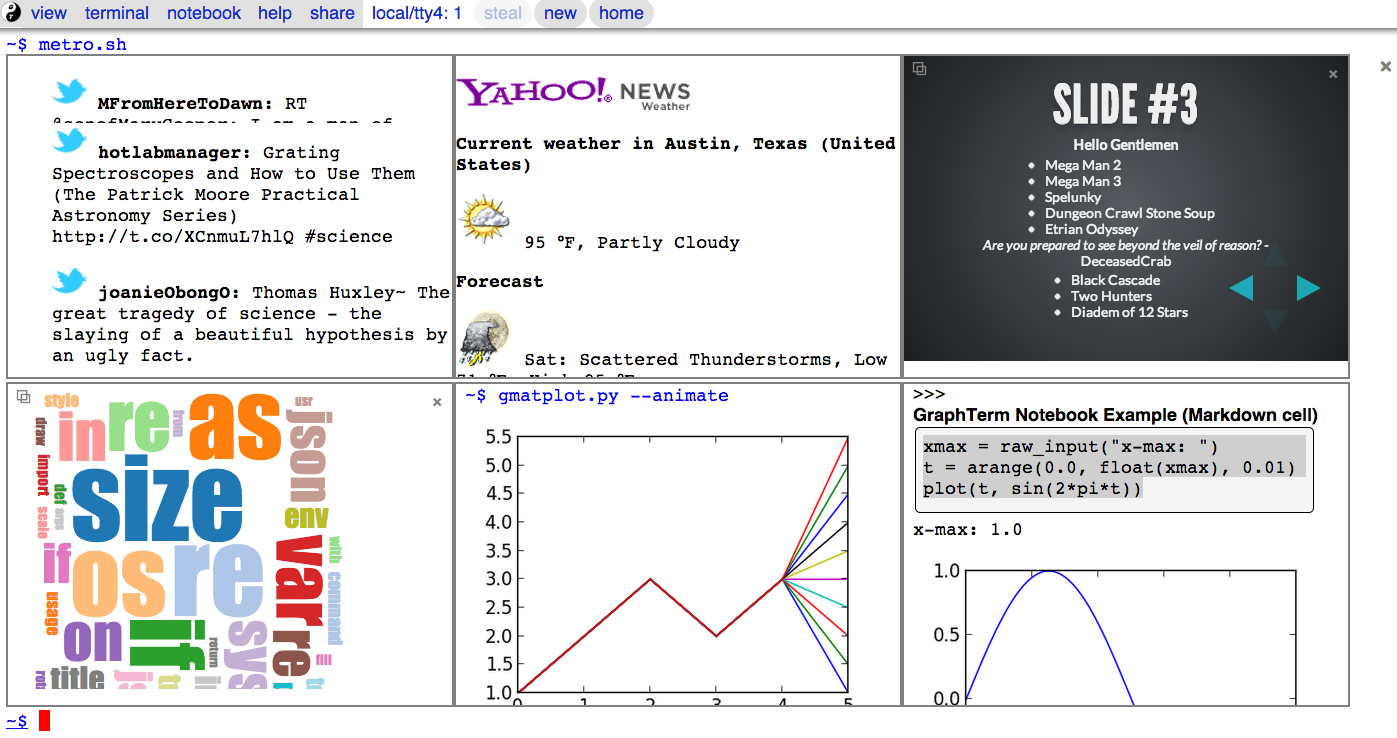 view terminal notebook help share local/tty4: 1 steal new home
~$ metro.sh
MFromHereToDawn: RT
hotlabmanager: Grating
Spectroscopes and How to Use Them
(The Patrick Moore Practical
Astronomy Series)
http://t.co/XCnmuL7hlQ #science
joanieObongO: Thomas Huxley~ The
great tragedy of science - the
slaying of a beautiful hypothesis by
an ugly fact.
YAHOO!® NEWS
Weather
Current weather in Austin, Texas (United
States)
95 °F, Partly Cloudy
Forecast
Sat: Scattered Thunderstorms, Low
SLIDE #3
Hello Gentlemen
• Mega Man 2
• Mega Man 3
• Spelunky
• Dungeon Crawl Stone Soup
• Etrian Odyssey
Are you prepared to see beyond the veil of reason? -
DeceasedCrab
• Black Cascade
• Two Hunters
• Diadem of 12 Stars
style
usr
draw
in
re
from
as
json
import
def
args
size
env
scale
if
os
re
var
with
command
usage
on
if
return
sys
re
title
~$ gmatplot.py --animate
5.5
5.0
4.5
4.0
3.5
3.0
2.5
2.0
1.5
1.0
0 1 2 3 4 5
>>>
GraphTerm Notebook Example (Markdown cell)
xmax = raw_input("x-max: ")
t = arange(0.0, float(xmax), 0.01)
plot(t, sin(2*pi*t))
x-max: 1.0
1.0
0.5
0.0
~$